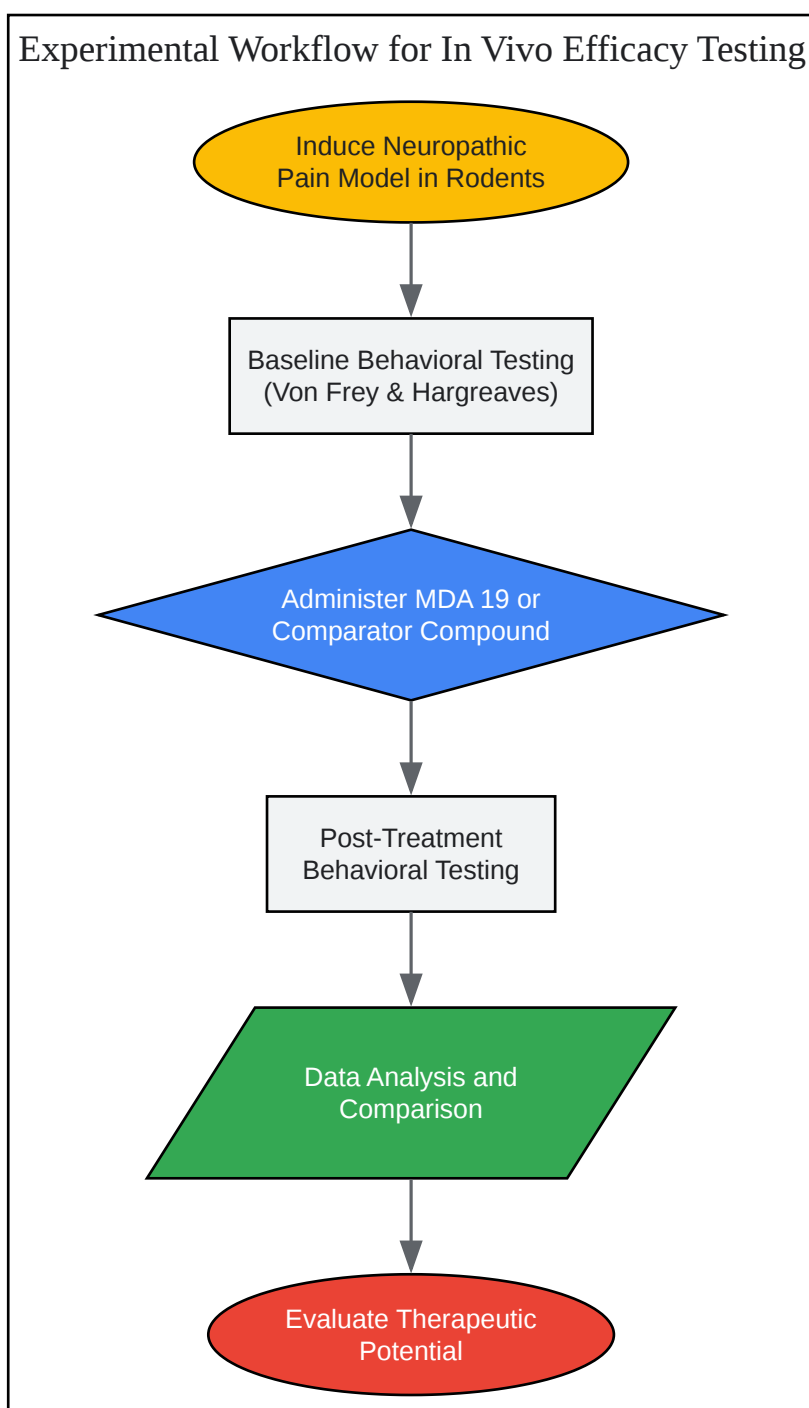 Experimental Workflow for In Vivo Efficacy Testing
Induce Neuropathic
Pain Model in Rodents
Baseline Behavioral Testing
(Von Frey & Hargreaves)
Administer MDA 19 or
Comparator Compound
Post-Treatment
Behavioral Testing
Data Analysis and
Comparison
Evaluate Therapeutic
Potential